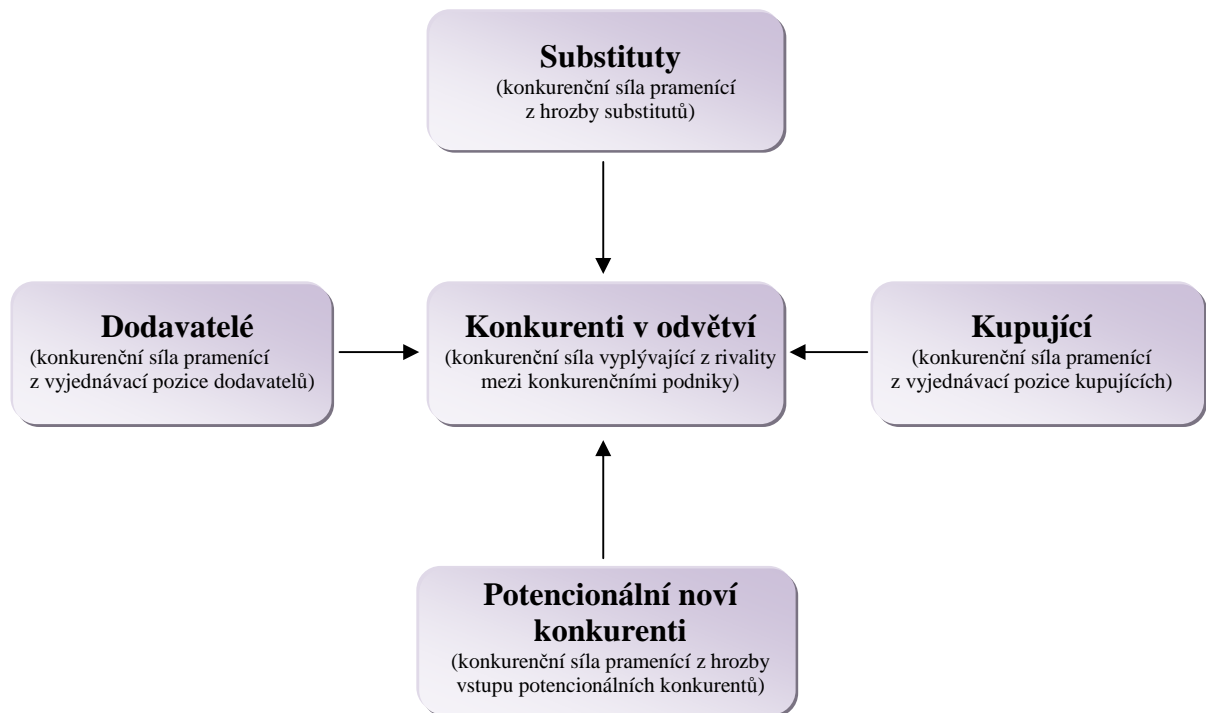 Substituty
(konkurenční síla pramenící
z hrozby substitutů)
Dodavatelé
(konkurenční síla pramenící
z vyjednávací pozice dodavatelů)
Konkurenti v odvětví
(konkurenční síla vyplývající z rivality
mezi konkurenčními podniky)
Kupující
(konkurenční síla pramenící
z vyjednávací pozice kupujících)
Potencionální noví
konkurenti
(konkurenční síla pramenící z hrozby
vstupu potencionálních konkurentů)